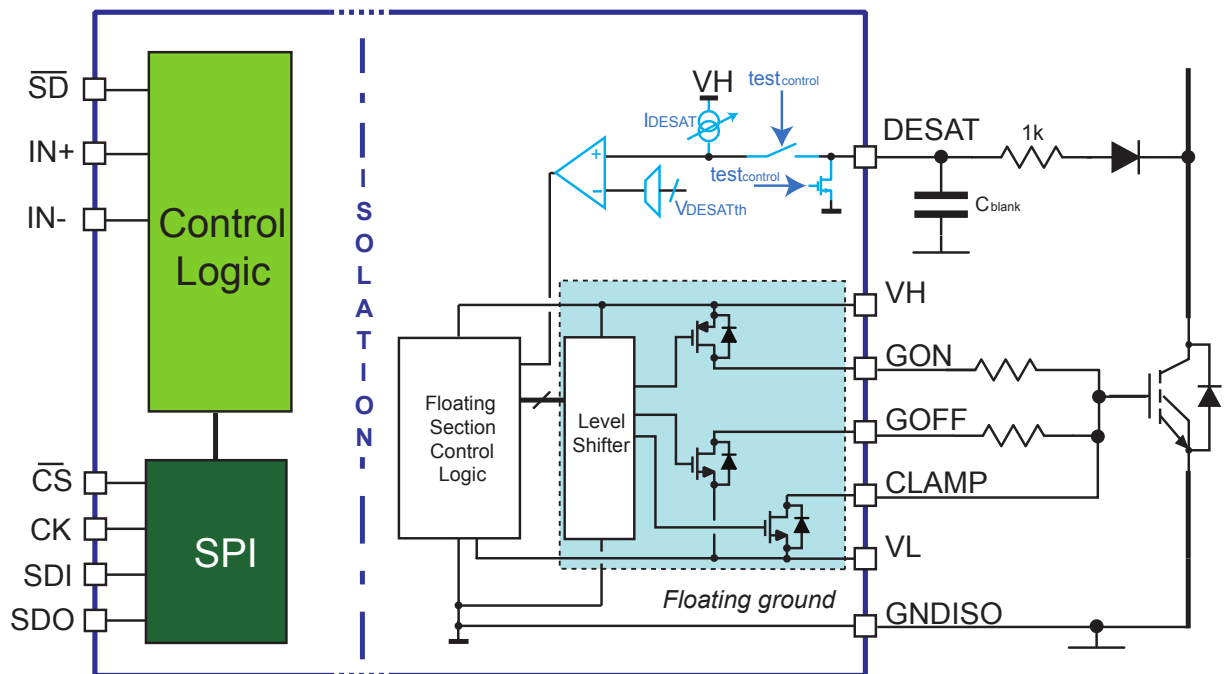 SD
IN+
IN-
Control
Logic
CS
CK
SDI
SDO
SPI
ISOLATION
VH
IDESAT
testcontrol
testcontrol
VDESATth
+
−
DESAT
1k
Cblank
VH
GON
GOFF
CLAMP
VL
GNDISO
Floating
Section
Control
Logic
Level
Shifter
Floating ground